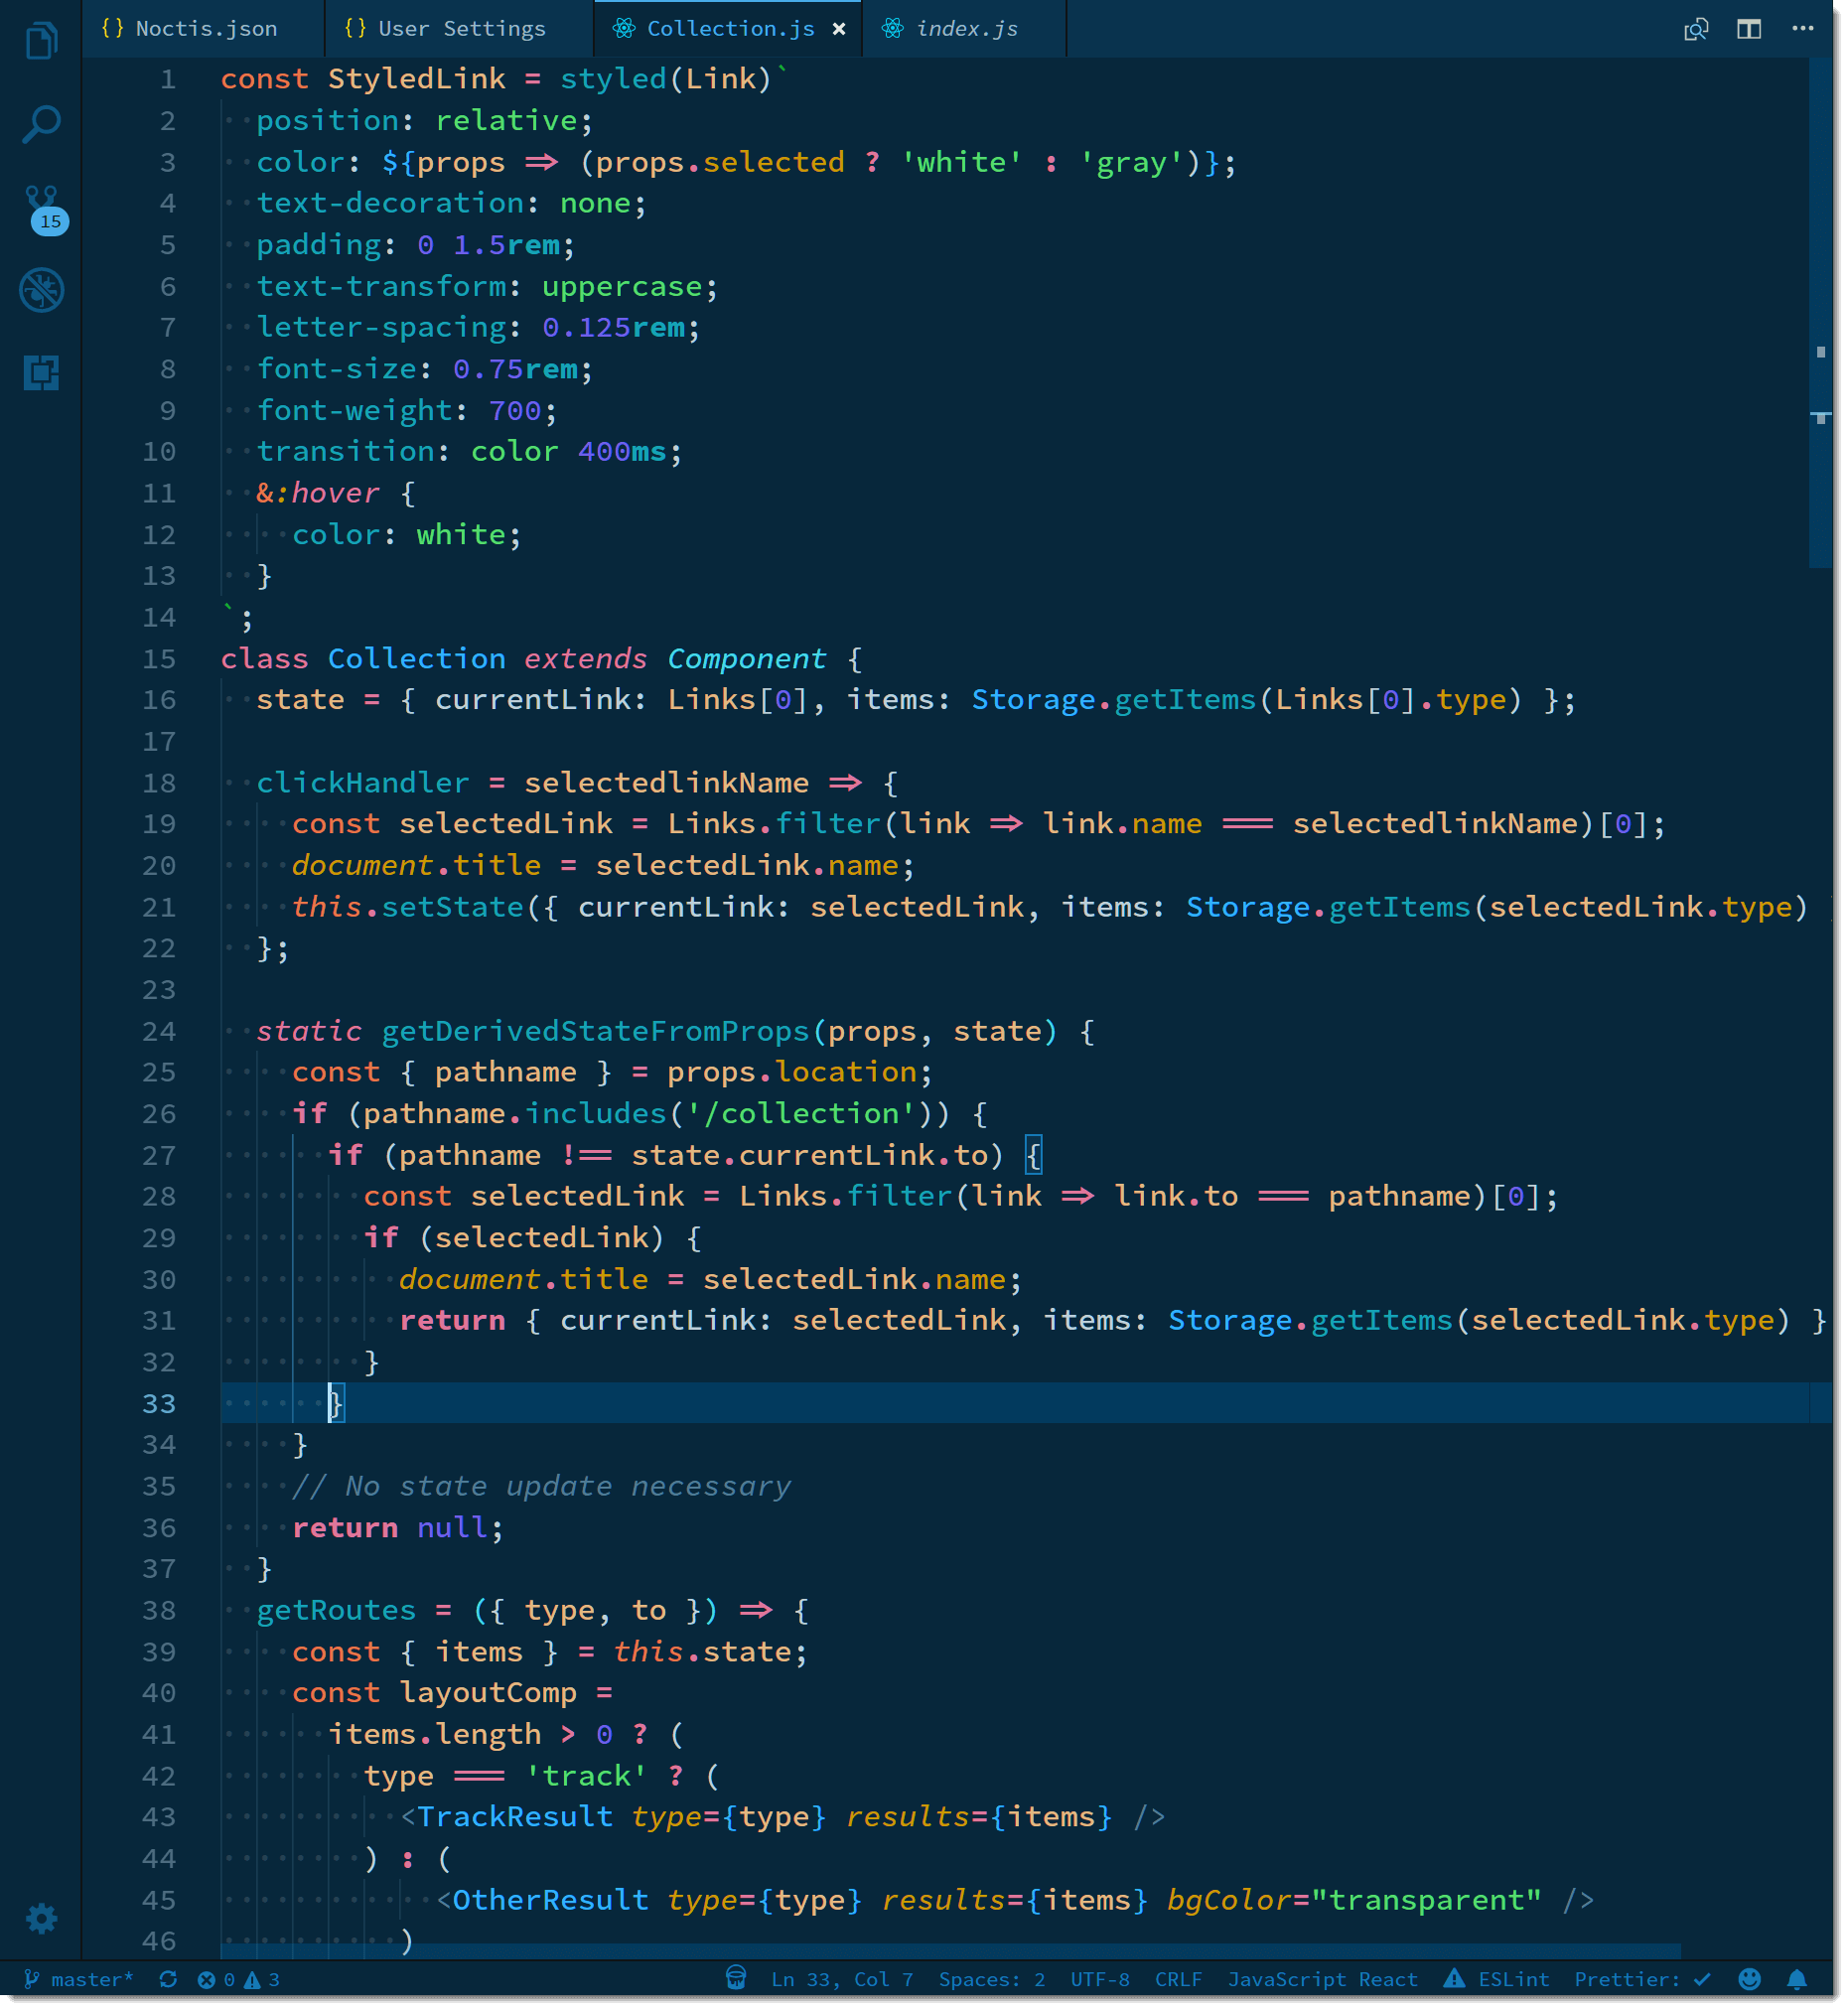 {} Noctis.json {} User Settings Collection.js × index.js
15
1 const StyledLink = styled(Link)`
2 position: relative;
3 color: ${props => (props.selected ? 'white' : 'gray')};
4 text-decoration: none;
5 padding: 0 1.5rem;
6 text-transform: uppercase;
7 letter-spacing: 0.125rem;
8 font-size: 0.75rem;
9 font-weight: 700;
10 transition: color 400ms;
11 &:hover {
12 color: white;
13 }
14 `;
15 class Collection extends Component {
16 state = { currentLink: Links[0], items: Storage.getItems(Links[0].type) };
17
18 clickHandler = selectedlinkName => {
19 const selectedLink = Links.filter(link => link.name === selectedlinkName)[0];
20 document.title = selectedLink.name;
21 this.setState({ currentLink: selectedLink, items: Storage.getItems(selectedLink.type)
22 };
23
24 static getDerivedStateFromProps(props, state) {
25 const { pathname } = props.location;
26 if (pathname.includes('/collection')) {
27 if (pathname !== state.currentLink.to) {
28 const selectedLink = Links.filter(link => link.to === pathname)[0];
29 if (selectedLink) {
30 document.title = selectedLink.name;
31 return { currentLink: selectedLink, items: Storage.getItems(selectedLink.type) }
32 }
33 }
34 }
35 // No state update necessary
36 return null;
37 }
38 getRoutes = ({ type, to }) => {
39 const { items } = this.state;
40 const layoutComp =
41 items.length > 0 ? (
42 type === 'track' ? (
43 <TrackResult type={type} results={items} />
44 ) : (
45 <OtherResult type={type} results={items} bgColor="transparent" />
46 )
master* 0 3 Ln 33, Col 7 Spaces: 2 UTF-8 CRLF JavaScript React ESLint Prettier: ✓